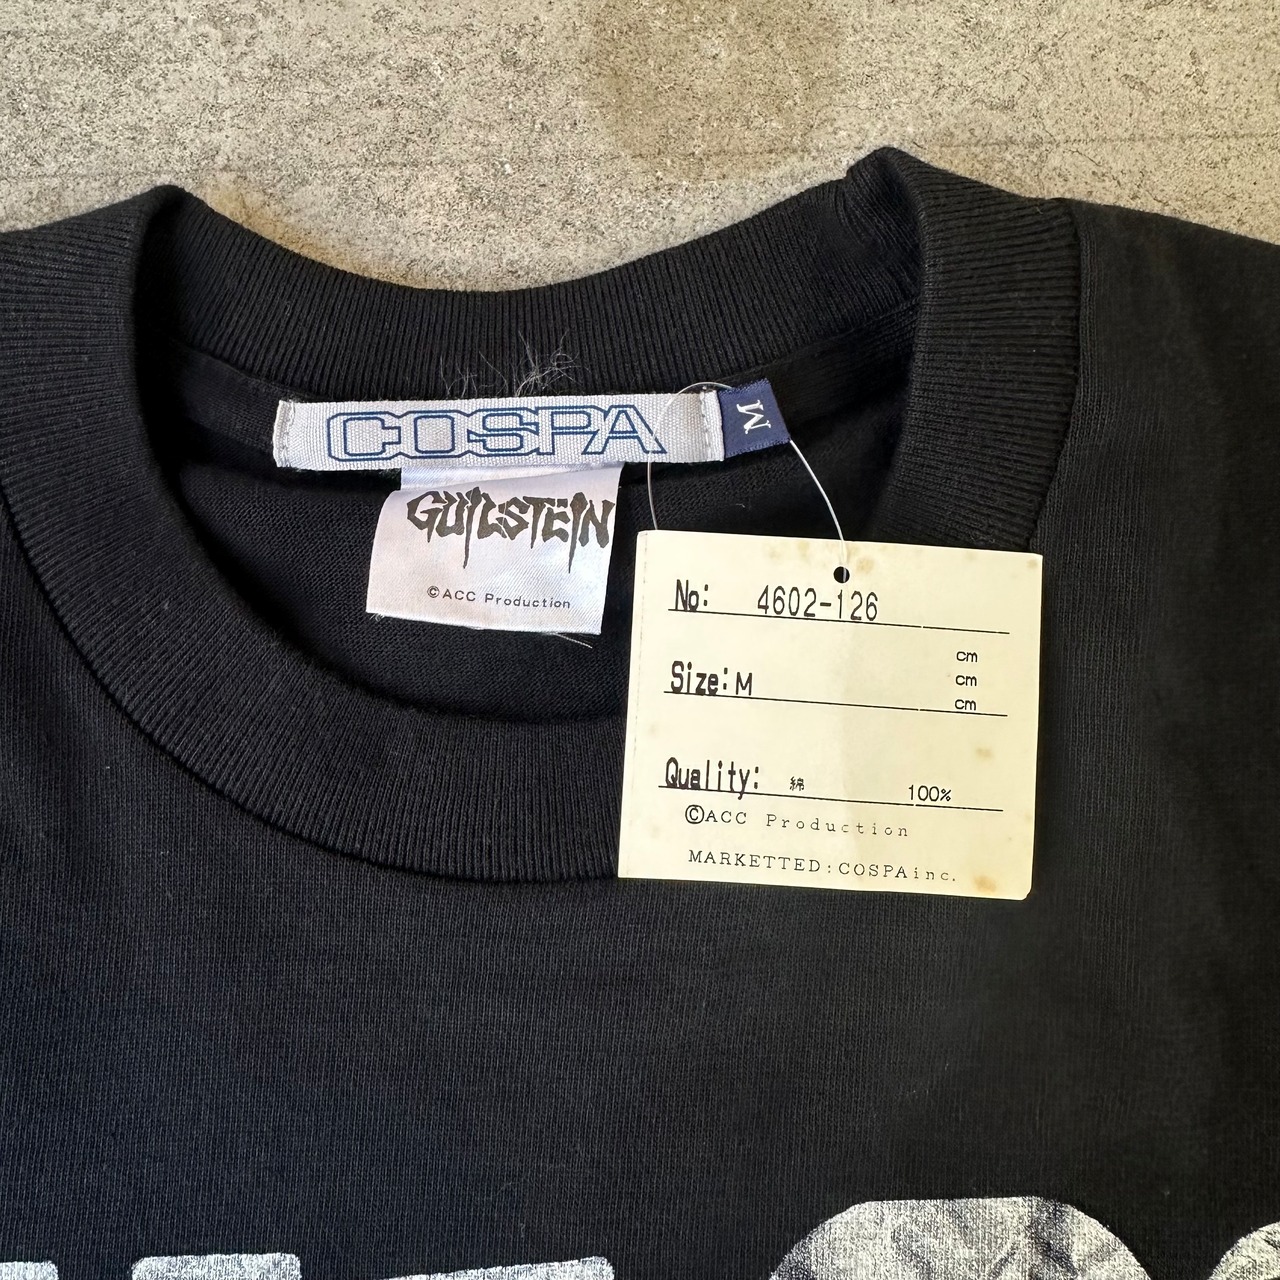 COSPA
M
GUILSTEIN
©ACC Production
No: 4602-126
cm
cm
Size: M cm
Quality: 綿 100%
©ACC Production
MARKETTED:COSPAinc.